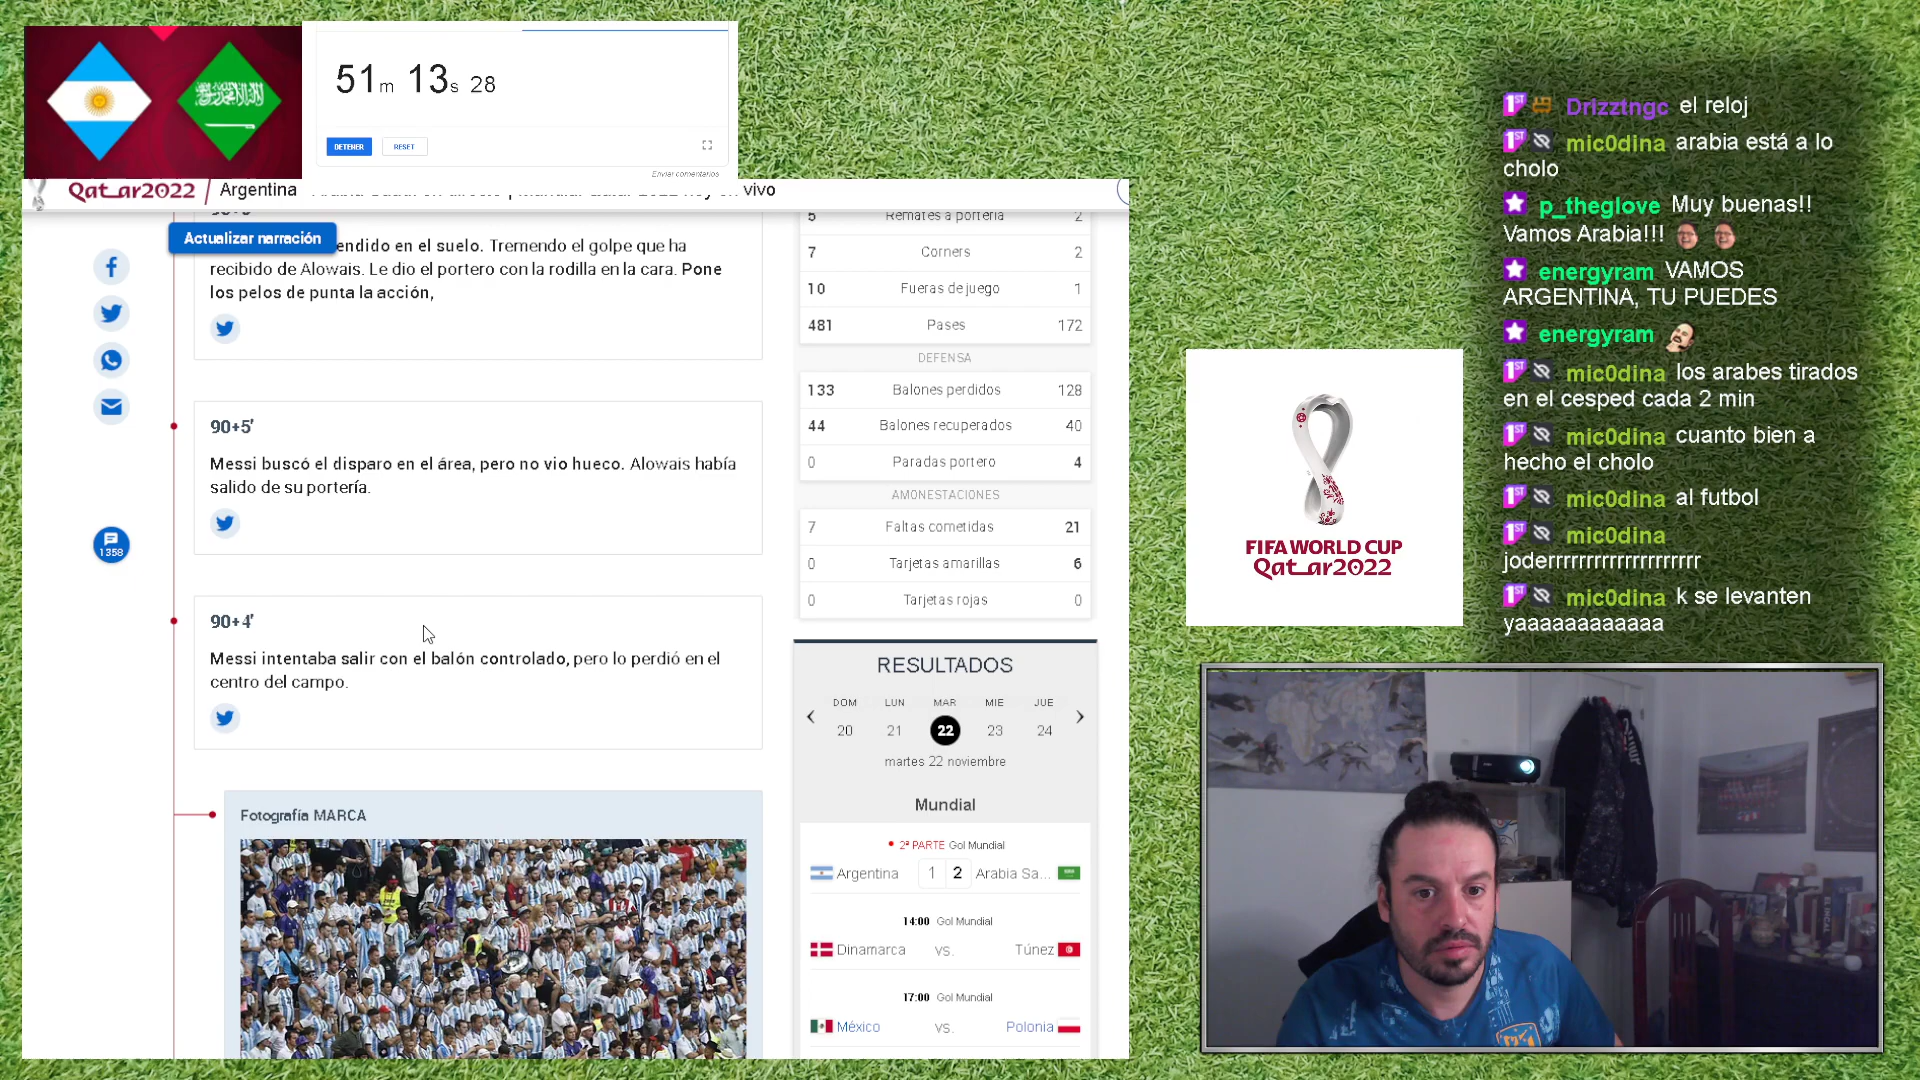 51m 13s 28
DETENER RESET
Enviar comentarios
Qatar2022 / Argentina
vivo
Actualizar narración
endido en el suelo. Tremendo el golpe que ha
recibido de Alowais. Le dio el portero con la rodilla en la cara. Pone
los pelos de punta la acción,
90+5'
Messi buscó el disparo en el área, pero no vio hueco. Alowais había
salido de su portería.
1358
90+4'
Messi intentaba salir con el balón controlado, pero lo perdió en el
centro del campo.
Fotografía MARCA
5 Remates a portería 2
7 Corners 2
10 Fueras de juego 1
481 Pases 172
DEFENSA
133 Balones perdidos 128
44 Balones recuperados 40
0 Paradas portero 4
AMONESTACIONES
7 Faltas cometidas 21
0 Tarjetas amarillas 6
0 Tarjetas rojas 0
RESULTADOS
DOM LUN MAR MIE JUE
20 21 22 23 24
martes 22 noviembre
Mundial
2ª PARTE Gol Mundial
Argentina 1 2 Arabia Sa...
14:00 Gol Mundial
Dinamarca VS. Túnez
17:00 Gol Mundial
México VS. Polonia
FIFA WORLD CUP
Qatar2022
Drizztngc el reloj
mic0dina arabia está a lo
cholo
p_theglove Muy buenas!!
Vamos Arabia!!!
energyram VAMOS
ARGENTINA, TU PUEDES
energyram
mic0dina los arabes tirados
en el cesped cada 2 min
mic0dina cuanto bien a
hecho el cholo
mic0dina al futbol
mic0dina
joderrrrrrrrrrrrrrrrrrr
mic0dina k se levanten
yaaaaaaaaaaaa